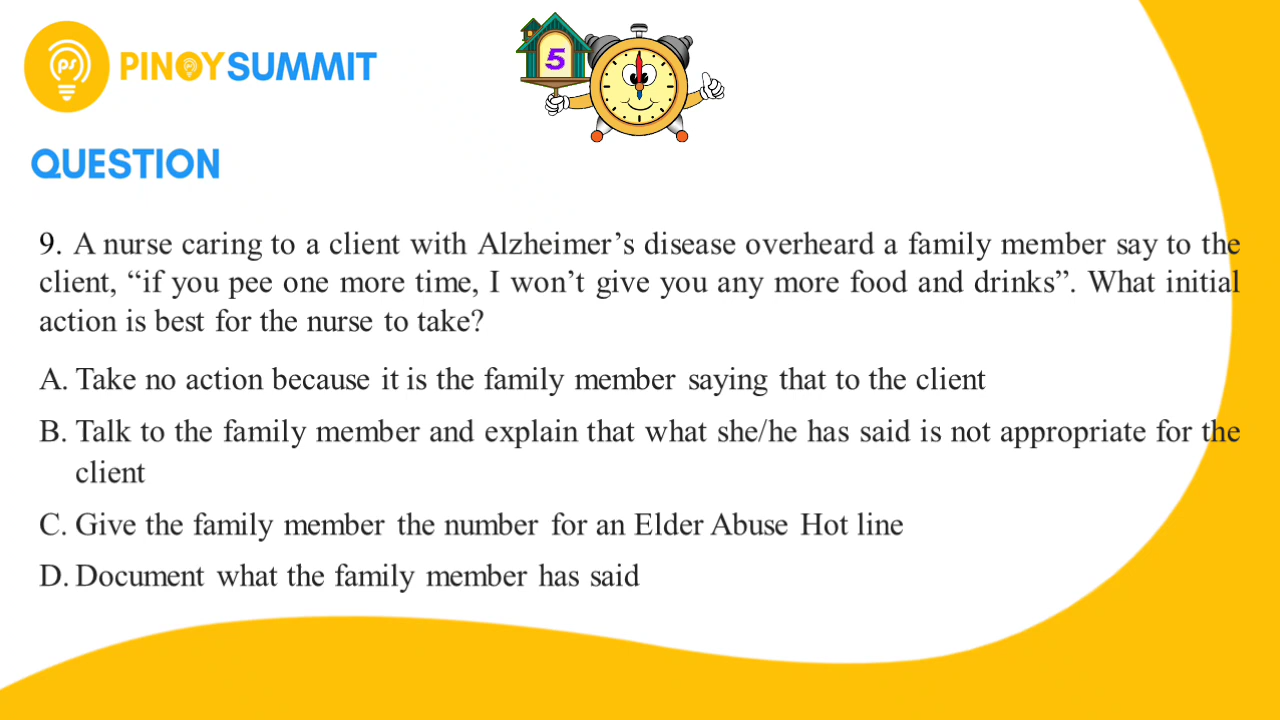 PINOYSUMMIT
5
QUESTION
9. A nurse caring to a client with Alzheimer’s disease overheard a family member say to the
client, “if you pee one more time, I won’t give you any more food and drinks”. What initial
action is best for the nurse to take?
A. Take no action because it is the family member saying that to the client
B. Talk to the family member and explain that what she/he has said is not appropriate for the
client
C. Give the family member the number for an Elder Abuse Hot line
D. Document what the family member has said